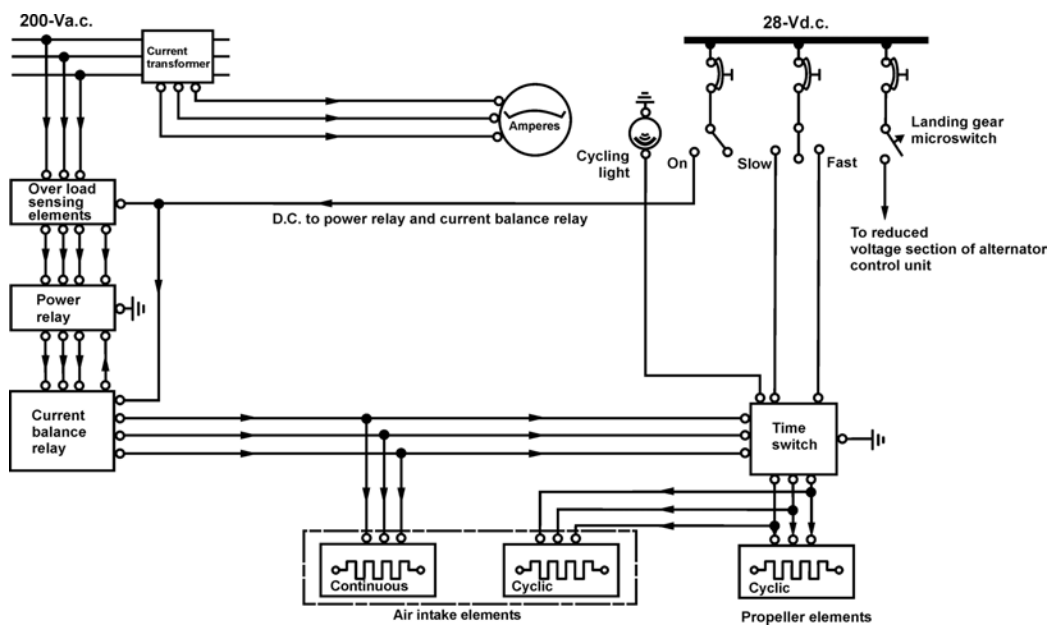 200-Va.c.
28-Vd.c.
Current
transformer
Amperes
Cycling
light
On
Slow
Fast
Landing gear
microswitch
Over load
sensing
elements
D.C. to power relay and current balance relay
To reduced
voltage section of alternator
control unit
Power
relay
Current
balance
relay
Time
switch
Continuous
Cyclic
Cyclic
Air intake elements
Propeller elements